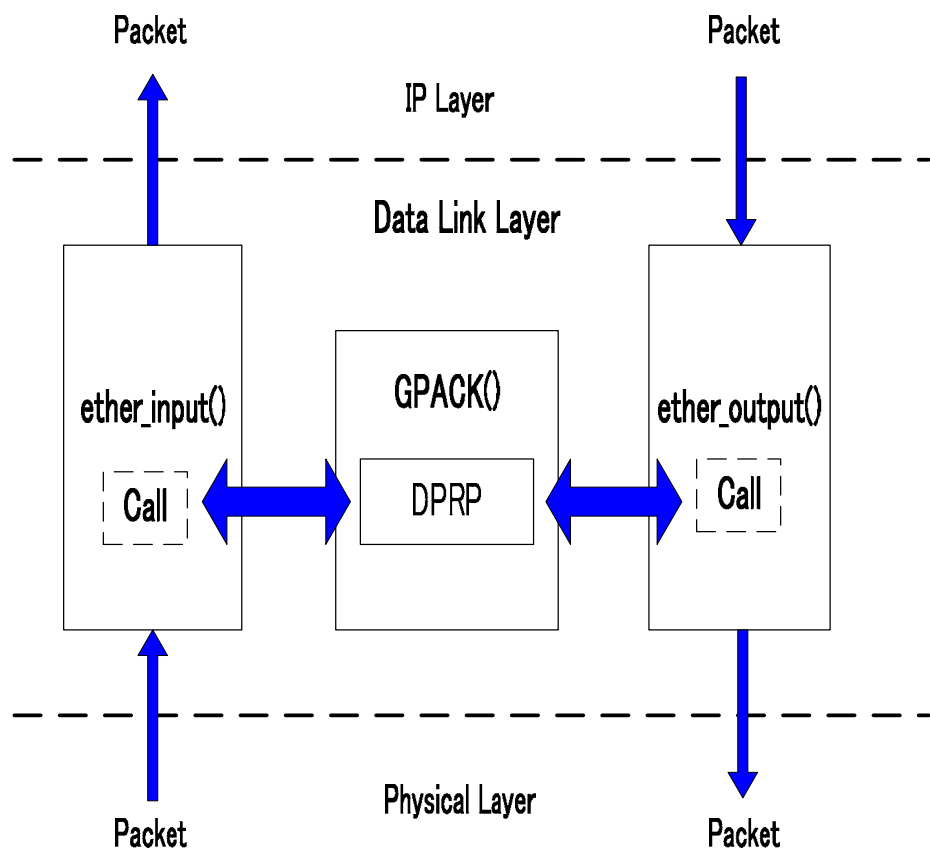 Packet
Packet
IP Layer
Data Link Layer
ether_input()
GPACK()
ether_output()
Call
DPRP
Call
Physical Layer
Packet
Packet